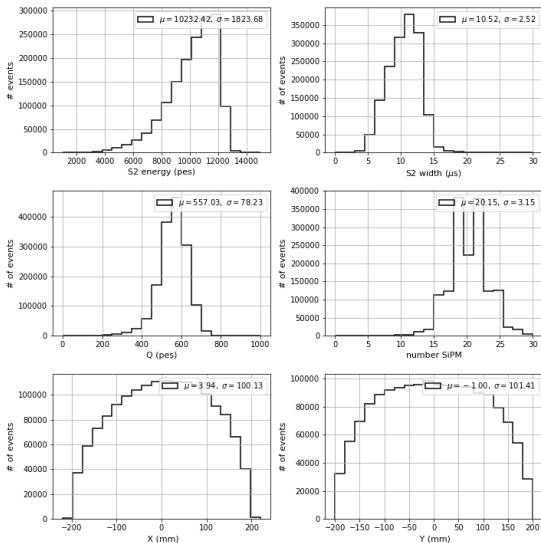 300000
250000
200000
150000
100000
50000
0
# of events
μ = 10232.42, σ = 1823.68
2000 4000 6000 8000 10000 12000 14000
S2 energy (pes)
350000
300000
250000
200000
150000
100000
50000
0
# of events
μ = 10.52, σ = 2.52
0 5 10 15 20 25 30
S2 width (μs)
400000
300000
200000
100000
0
# of events
μ = 557.03, σ = 78.23
0 200 400 600 800 1000
Q (pes)
400000
350000
300000
250000
200000
150000
100000
50000
0
# of events
μ = 20.15, σ = 3.15
0 5 10 15 20 25 30
number SiPM
100000
80000
60000
40000
20000
0
# of events
μ = 3.94, σ = 100.13
−200 −100 0 100 200
X (mm)
100000
80000
60000
40000
20000
0
# of events
μ = −1.00, σ = 101.41
−200 −150 −100 −50 0 50 100 150 200
Y (mm)